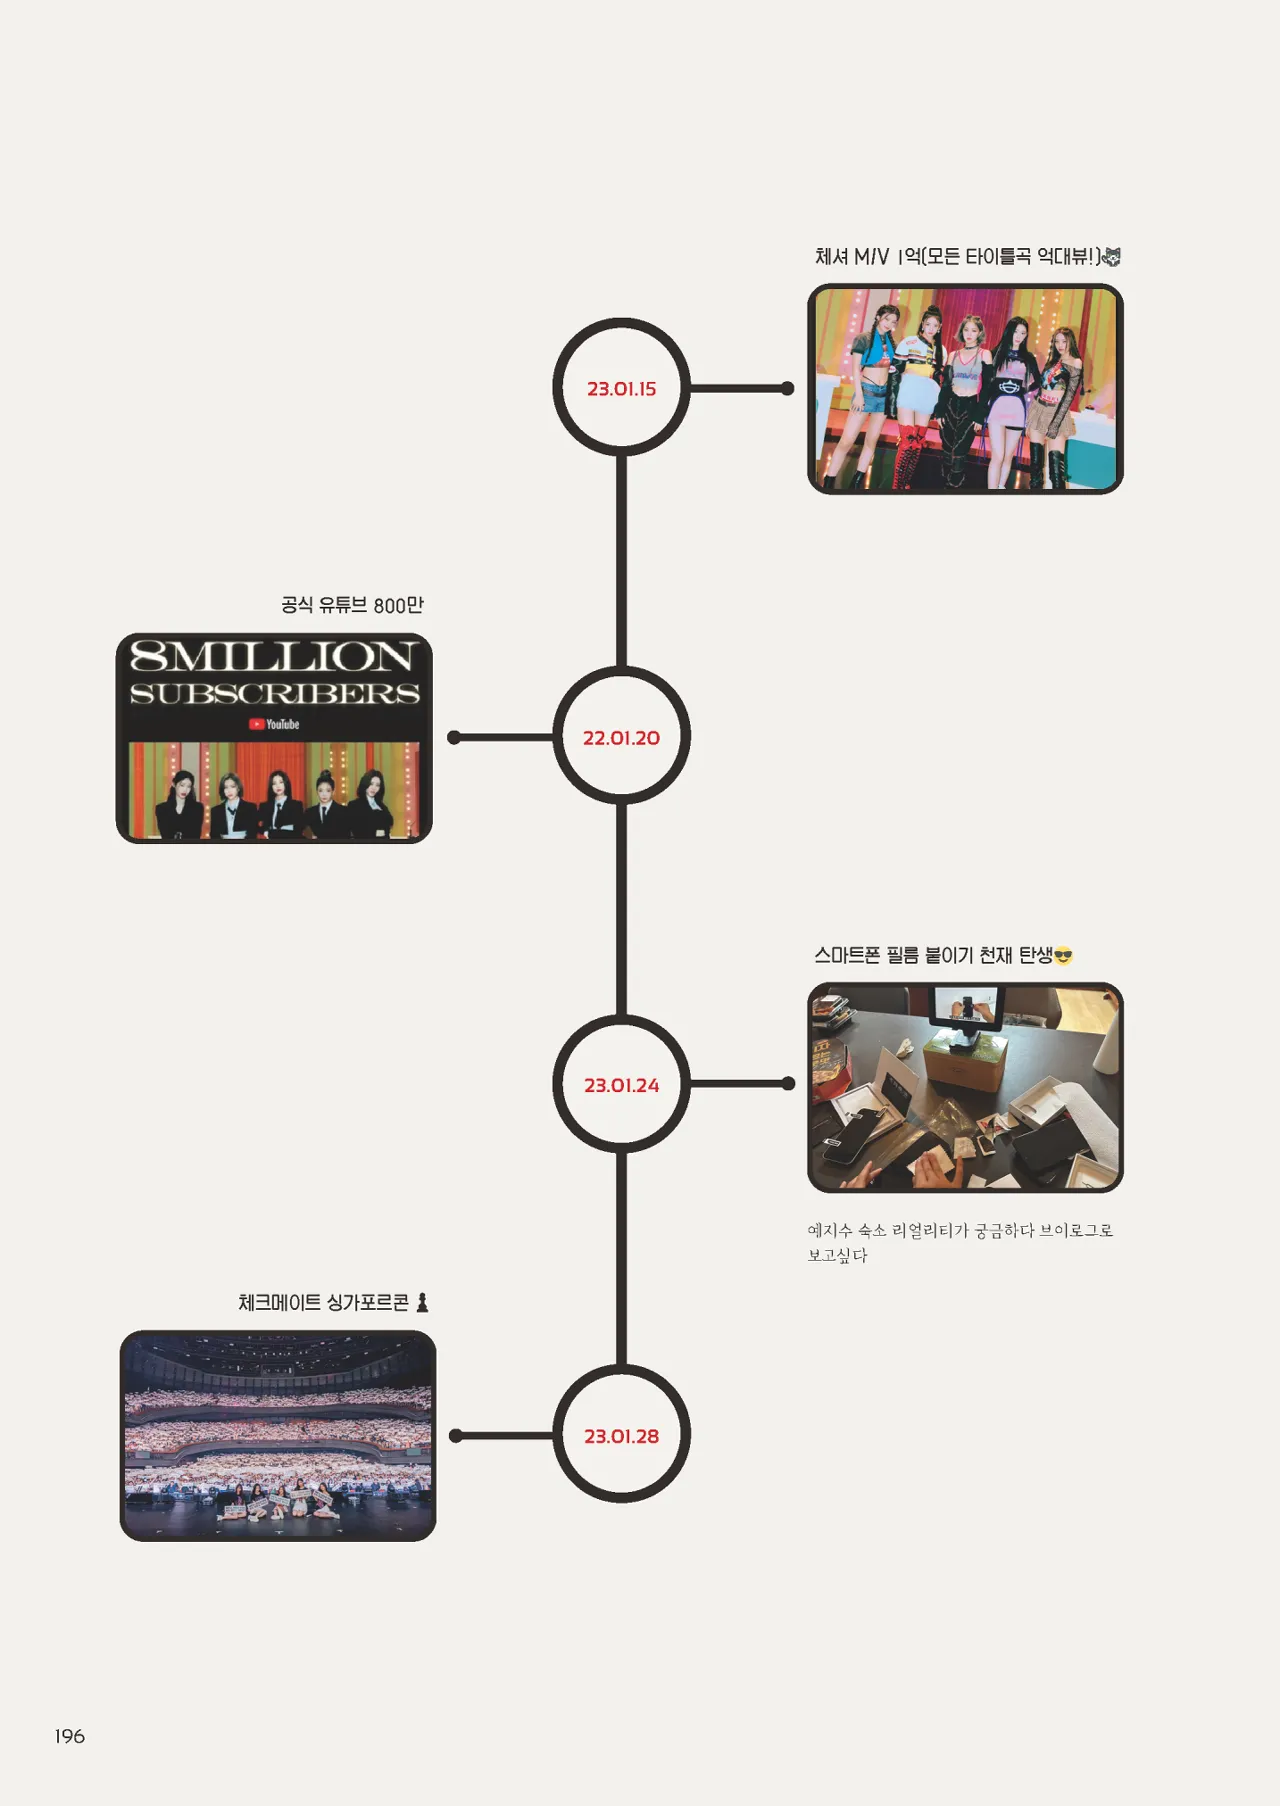 체셔 M/V 1억(모든 타이틀곡 억대뷰!)
23.01.15
공식 유튜브 800만
8MILLION
SUBSCRIBERS
YouTube
22.01.20
스마트폰 필름 붙이기 천재 탄생😎
23.01.24
예지수 숙소 리얼리티가 궁금하다 브이로그로
보고싶다
체크메이트 싱가포르콘 ♟
23.01.28
196